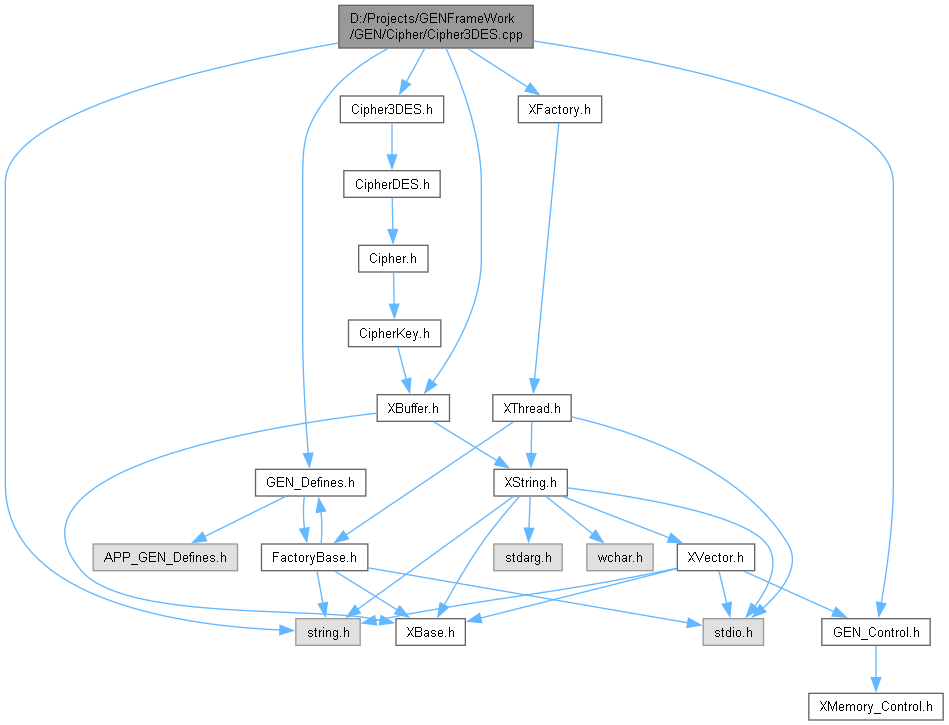 D:/Projects/GENFrameWork
/GEN/Cipher/Cipher3DES.cpp
Cipher3DES.h
XFactory.h
CipherDES.h
Cipher.h
CipherKey.h
XBuffer.h
XThread.h
GEN_Defines.h
XString.h
APP_GEN_Defines.h
FactoryBase.h
stdarg.h
wchar.h
XVector.h
string.h
XBase.h
stdio.h
GEN_Control.h
XMemory_Control.h